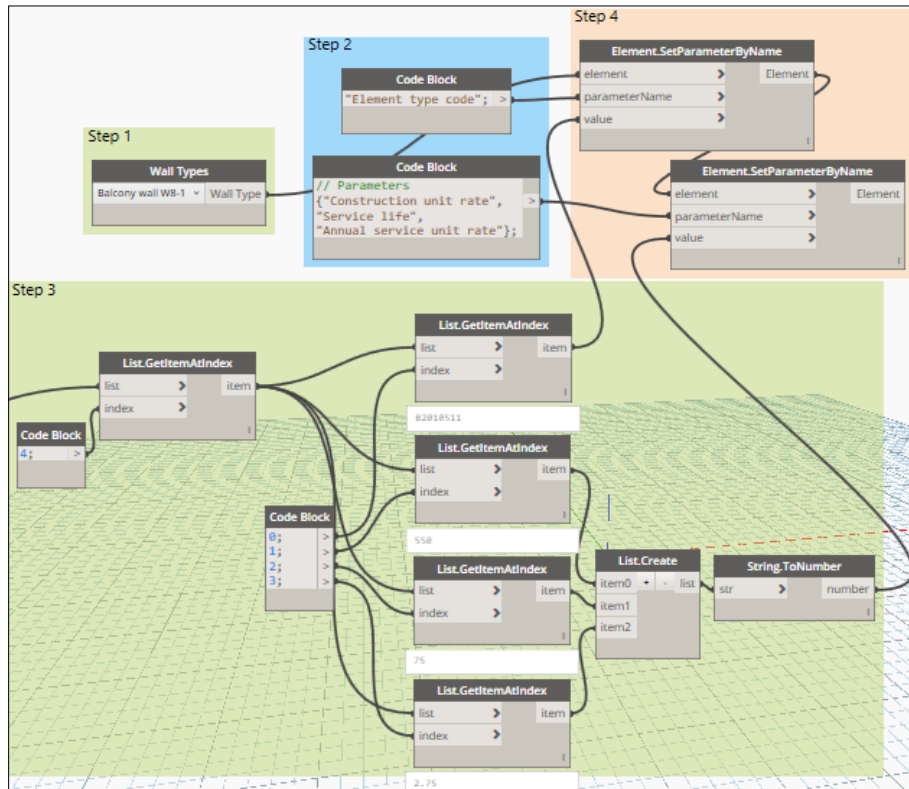 Step 4
Element.SetParameterByName
element > Element
parameterName >
value >
Element.SetParameterByName
element > Element
parameterName >
value >
Step 2
Code Block
"Element type code"; >
Code Block
// Parameters
{"Construction unit rate", >
"Service life",
"Annual service unit rate"};
Step 1
Wall Types
Balcony wall W8-1 Wall Type
Step 3
List.GetItemAtIndex
list > item
index >
Code Block
4; >
Code Block
0; >
1; >
2; >
3; >
List.GetItemAtIndex
list > item
index >
B2010511
List.GetItemAtIndex
list > item
index >
550
List.GetItemAtIndex
list > item
index >
75
List.GetItemAtIndex
list > item
index >
2.75
List.Create
item0 + - list
item1
item2
String.ToNumber
str > number